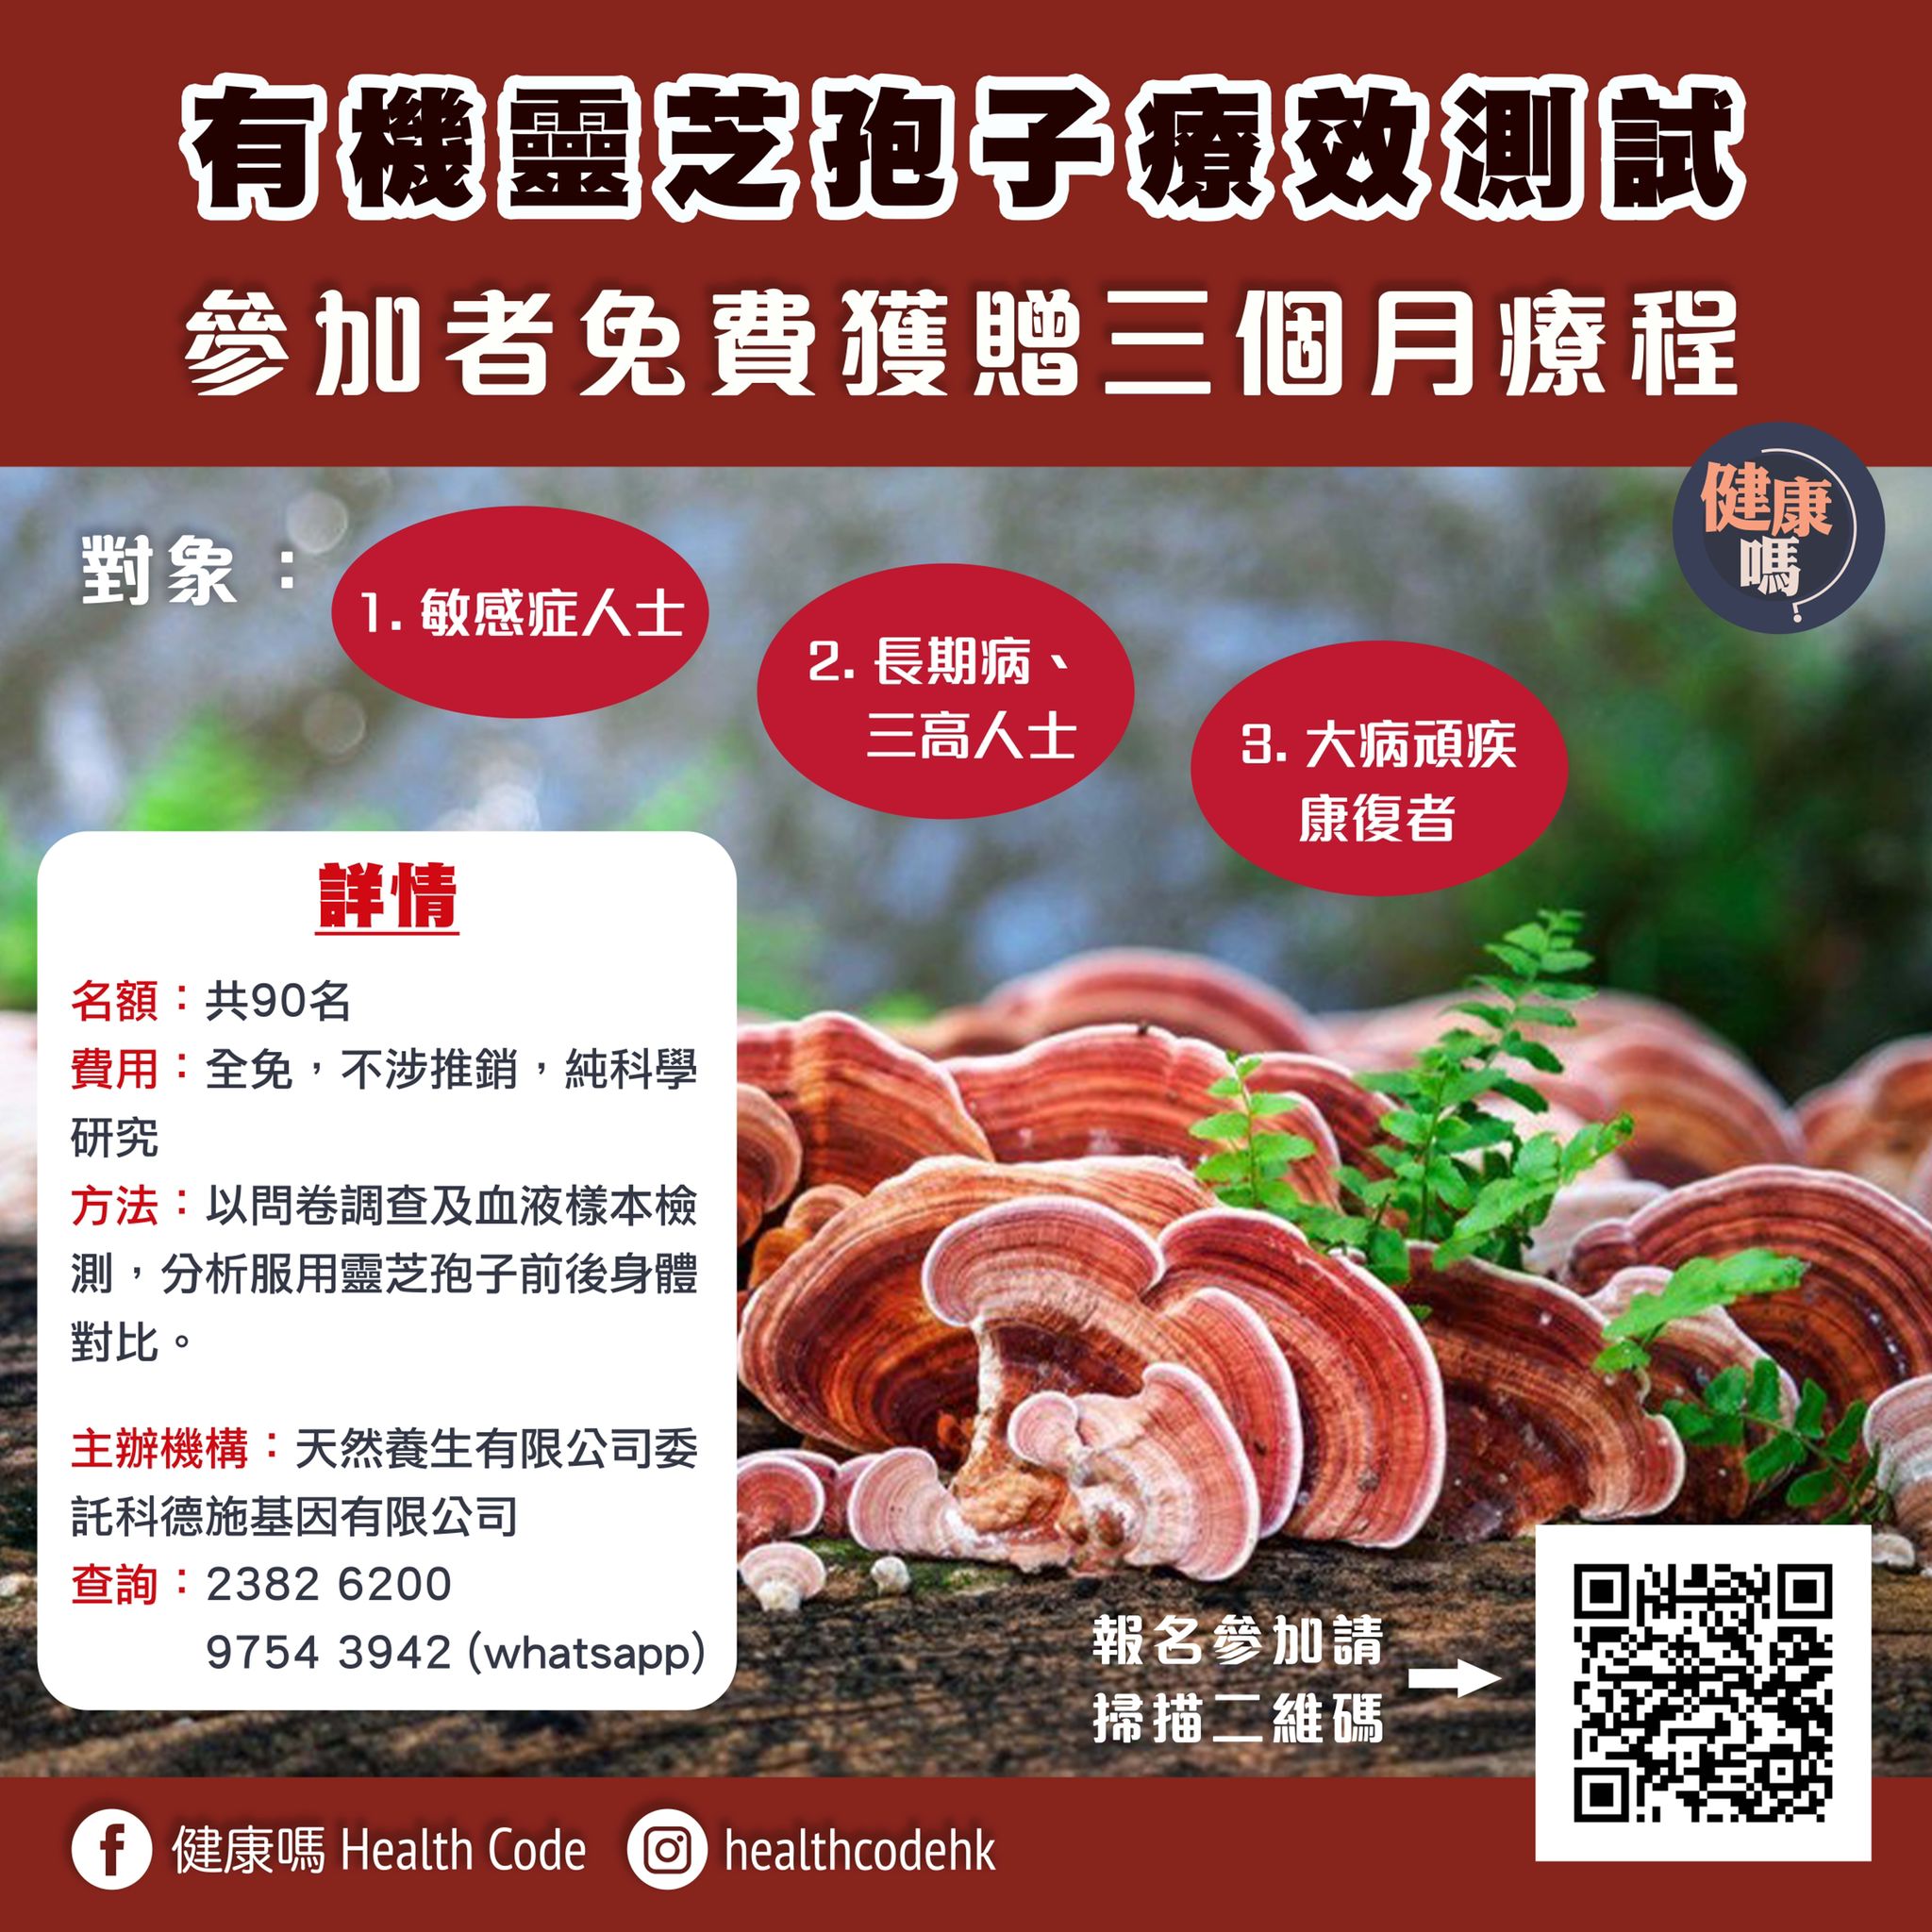 有機靈芝孢子療效測試
參加者免費獲贈三個月療程
健康
嗎?
對象：
1. 敏感症人士
2. 長期病、
三高人士
3. 大病頑疾
康復者
詳情
名額：共90名
費用：全免，不涉推銷，純科學
研究
方法：以問卷調查及血液樣本檢
測，分析服用靈芝孢子前後身體
對比。
主辦機構：天然養生有限公司委
託科德施基因有限公司
查詢：2382 6200
9754 3942 (whatsapp)
報名參加請
掃描二維碼
健康嗎 Health Code
healthcodehk